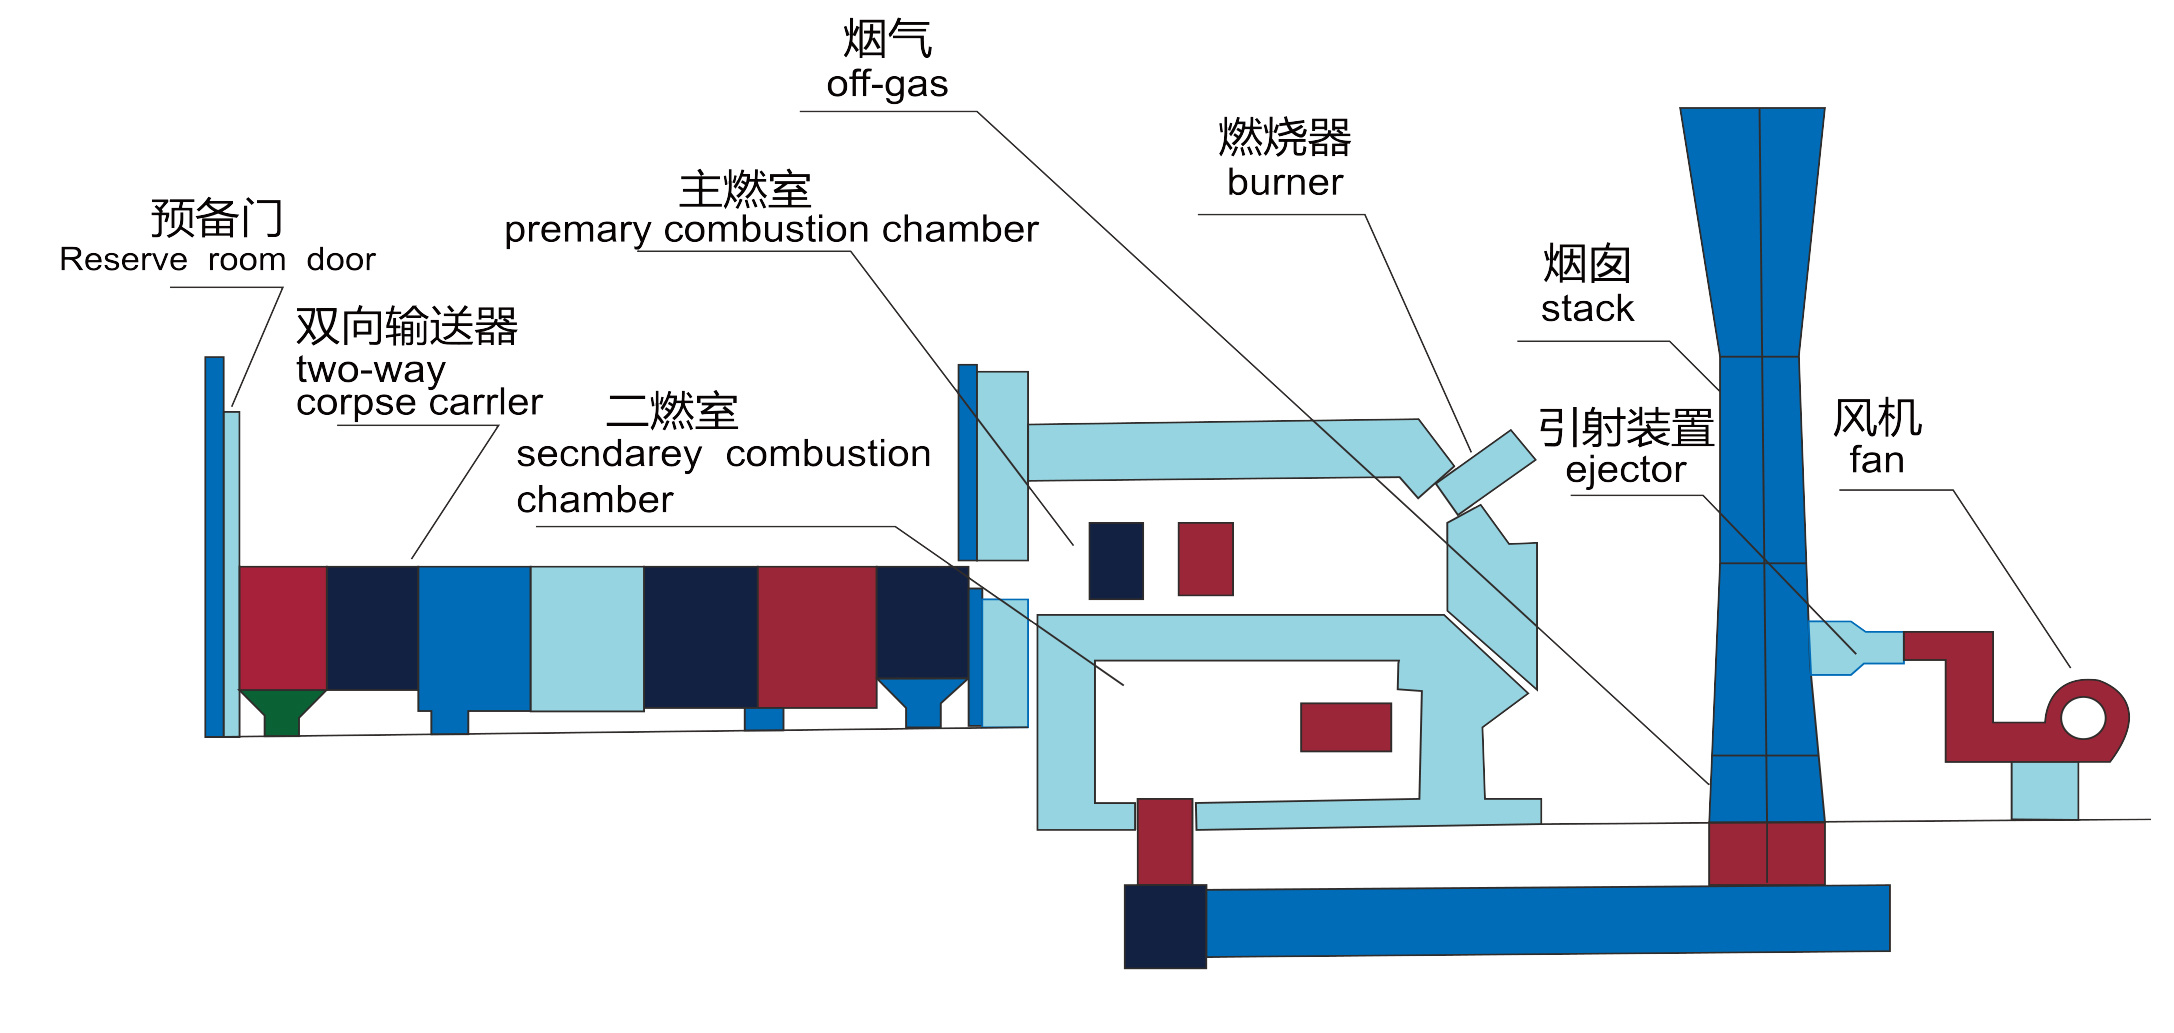 烟气
off-gas
燃烧器
burner
主燃室
premary combustion chamber
预备门
Reserve room door
烟囱
stack
双向输送器
two-way
corpse carrler
二燃室
secndarey combustion
chamber
引射装置
ejector
风机
fan